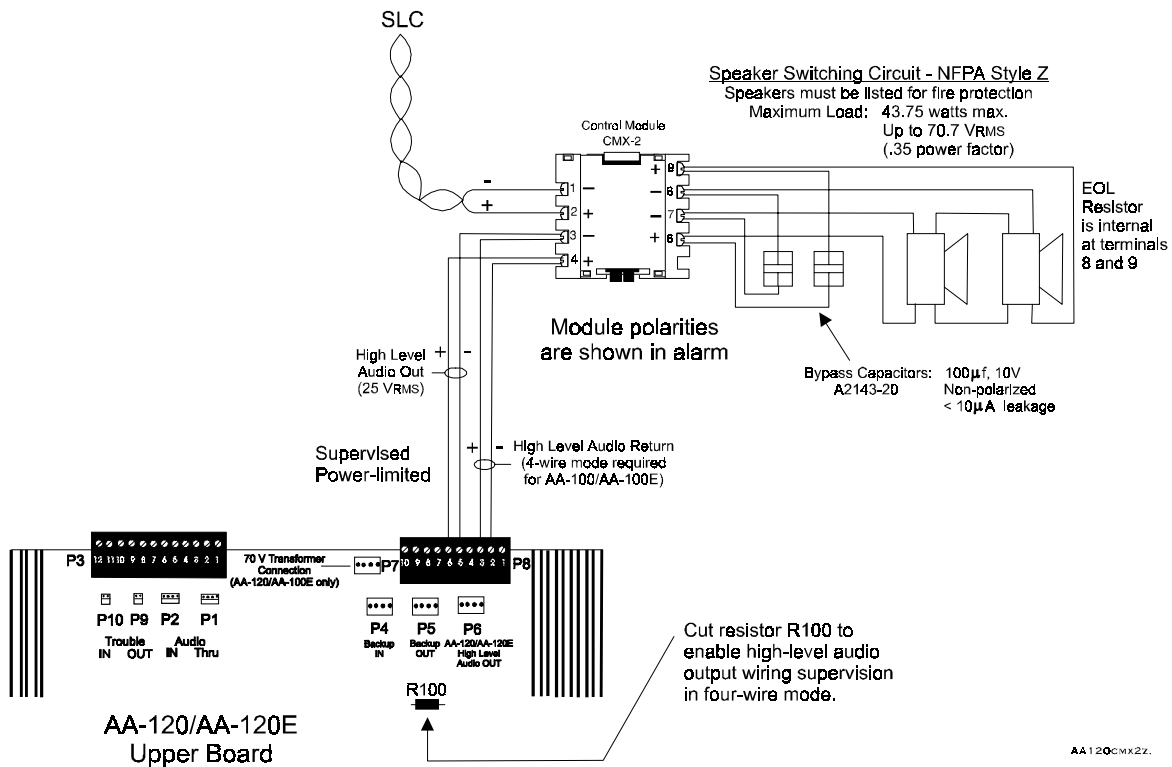 SLC
Speaker Switching Circuit - NFPA Style Z
Speakers must be listed for fire protection
Maximum Load: 43.75 watts max.
Up to 70.7 VRMS
(.35 power factor)
Control Module
CMX-2
- 1 -
+ 2 +
3 -
4 +
+ 9
- 8
- 7
+ 6
EOL
Resistor
is internal
at terminals
8 and 9
Module polarities
are shown in alarm
Bypass Capacitors: 100µf, 10V
A2143-20 Non-polarized
< 10µA leakage
High Level
Audio Out
(25 VRMS)
+ -
Supervised
Power-limited
+ - High Level Audio Return
(4-wire mode required
for AA-100/AA-100E)
P3
12 11 10 9 8 7 6 5 4 3 2 1
70 V Transformer
Connection
(AA-120/AA-100E only)
P7
10 9 8 7 6 5 4 3 2 1
P8
P10 P9 P2 P1
Trouble Audio
IN OUT IN Thru
P4 P5 P6
Backup
IN
Backup
OUT
AA-120/AA-120E
High Level
Audio OUT
R100
Cut resistor R100 to
enable high-level audio
output wiring supervision
in four-wire mode.
AA-120/AA-120E
Upper Board
AA120CMX2Z.